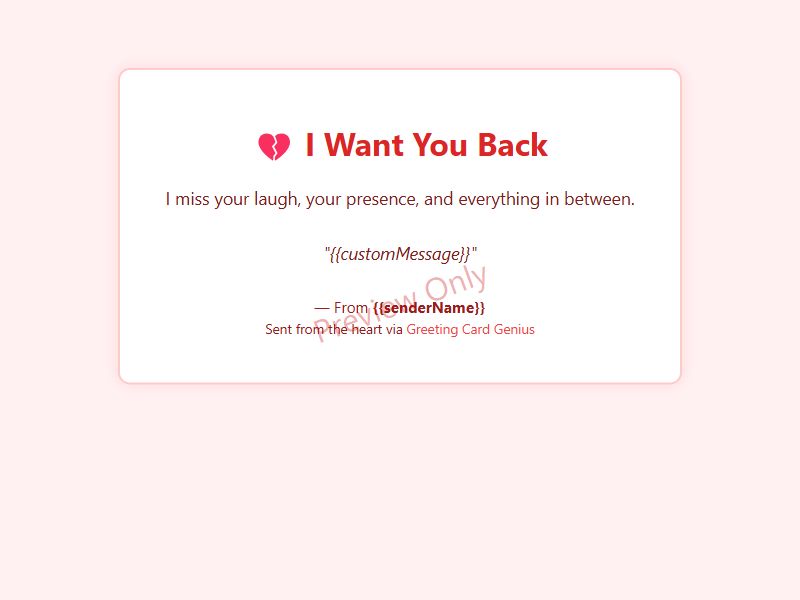 💔 I Want You Back
I miss your laugh, your presence, and everything in between.
"{{customMessage}}"
Preview Only
— From {{senderName}}
Sent from the heart via Greeting Card Genius